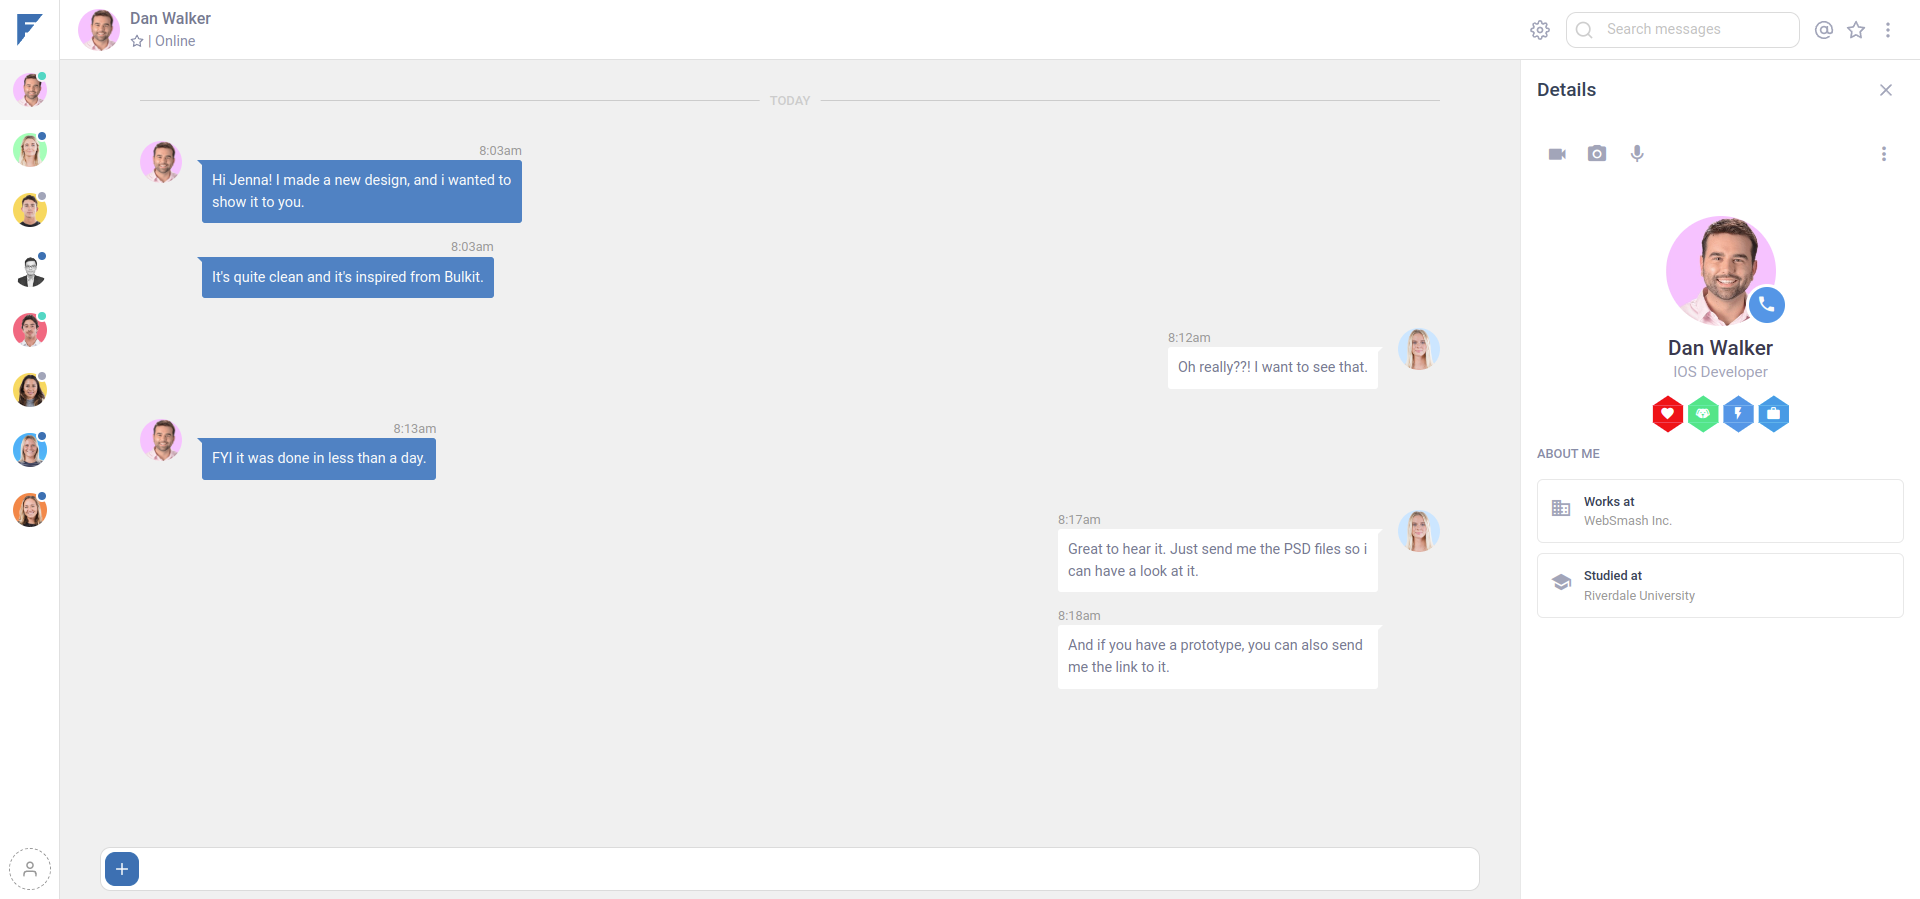 Dan Walker
| Online
Search messages
TODAY
8:03am
Hi Jenna! I made a new design, and i wanted to
show it to you.
8:03am
It's quite clean and it's inspired from Bulkit.
8:12am
Oh really??! I want to see that.
8:13am
FYI it was done in less than a day.
8:17am
Great to hear it. Just send me the PSD files so i
can have a look at it.
8:18am
And if you have a prototype, you can also send
me the link to it.
Details
Dan Walker
IOS Developer
ABOUT ME
Works at
WebSmash Inc.
Studied at
Riverdale University